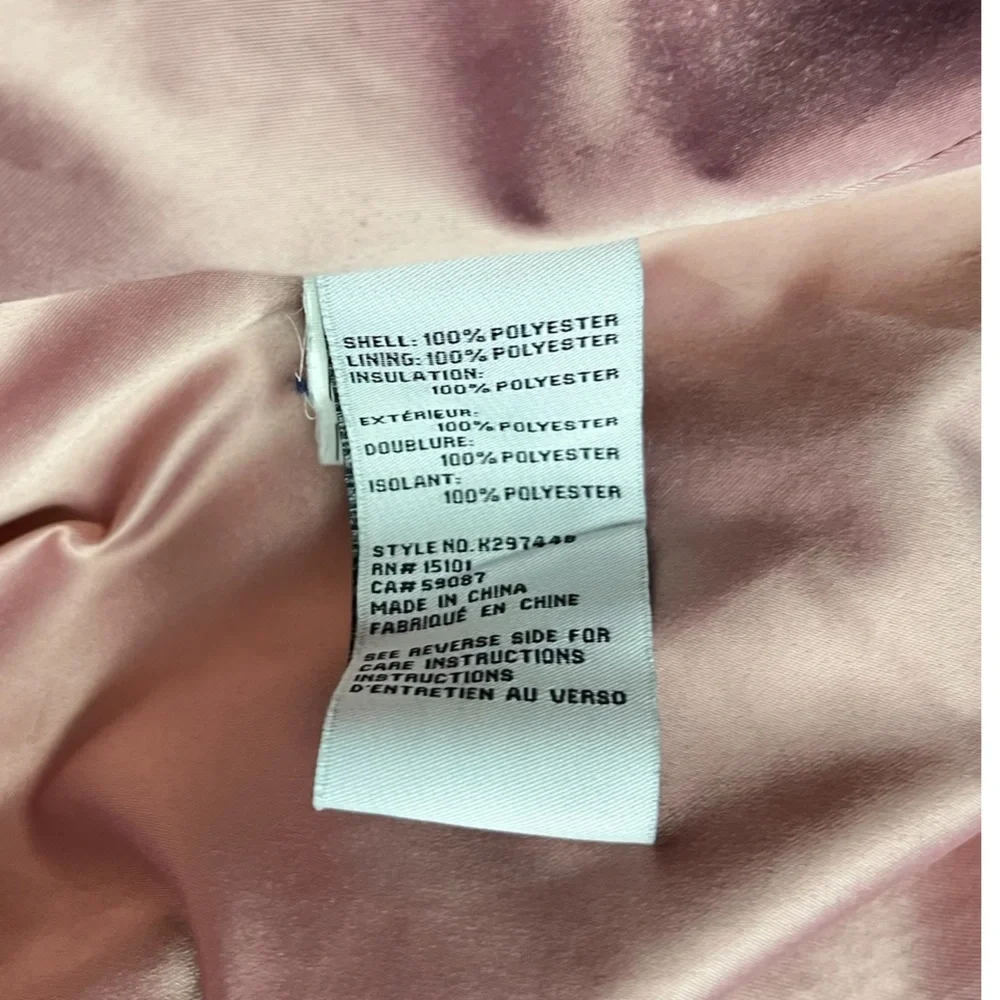 SHELL: 100% POLYESTER
LINING: 100% POLYESTER
INSULATION:
100% POLYESTER
EXTÉRIEUR:
100% POLYESTER
DOUBLURE:
100% POLYESTER
ISOLANT:
100% POLYESTER
STYLE NO.
RN# 15101
CA# 59087
MADE IN CHINA
FABRIQUÉ EN CHINE
SEE REVERSE SIDE FOR
CARE INSTRUCTIONS
INSTRUCTIONS
D'ENTRETIEN AU VERSO